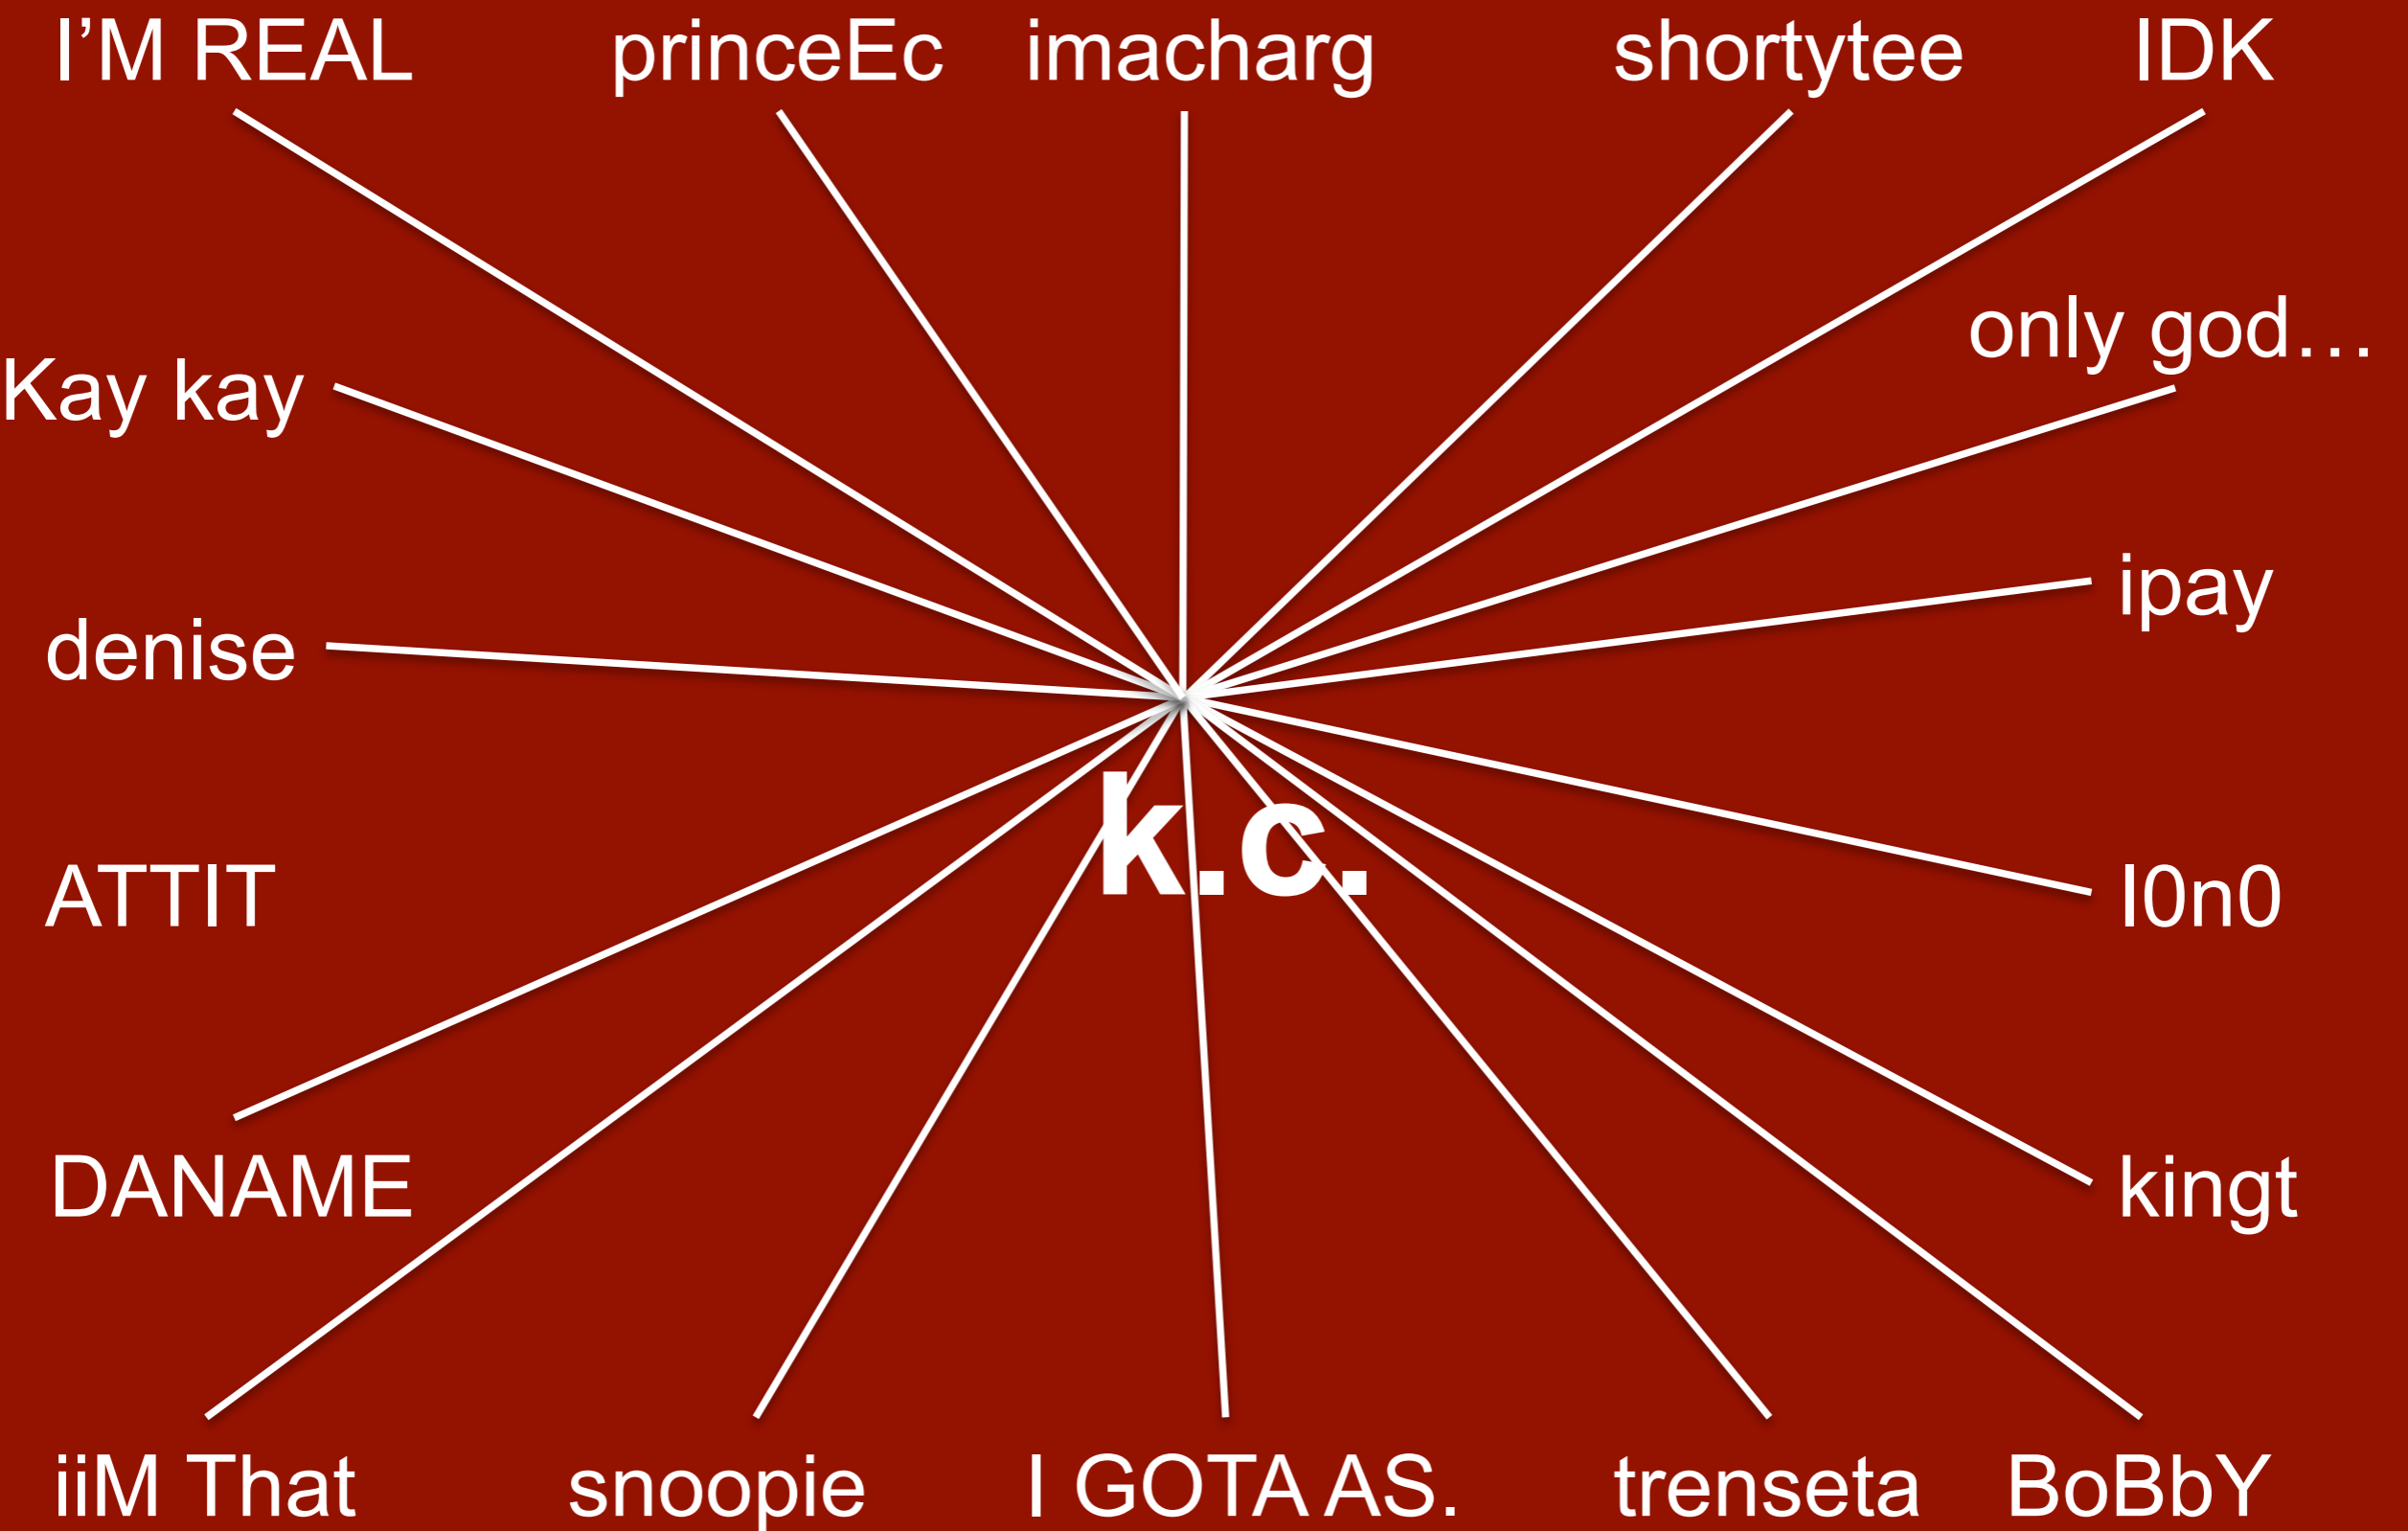 I’M REAL
princeEc
imacharg
shortytee
IDK
only god…
Kay kay
ipay
denise
k.c.
ATTIT
I0n0
DANAME
kingt
iiM That
snoopie
I GOTA AS.
trenseta
BoBbY